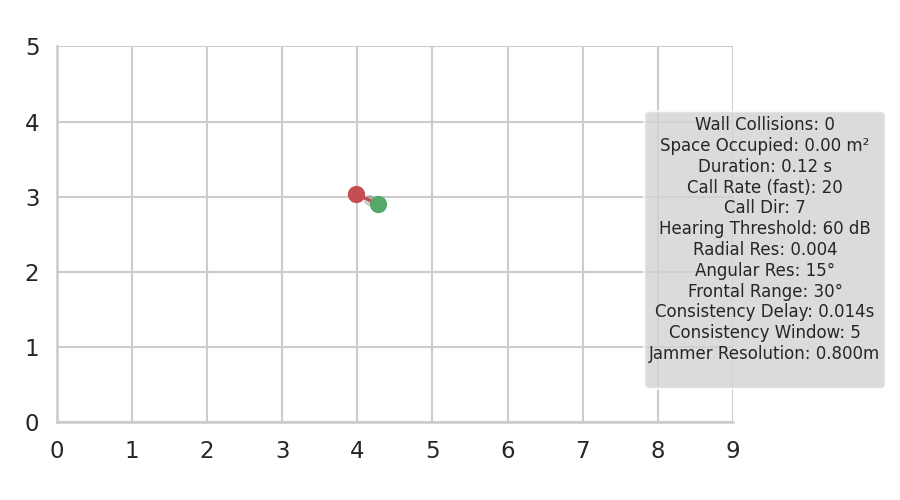 5
4
3
2
1
0
0 1 2 3 4 5 6 7 8 9
Wall Collisions: 0
Space Occupied: 0.00 m²
Duration: 0.12 s
Call Rate (fast): 20
Call Dir: 7
Hearing Threshold: 60 dB
Radial Res: 0.004
Angular Res: 15°
Frontal Range: 30°
Consistency Delay: 0.014s
Consistency Window: 5
Jammer Resolution: 0.800m